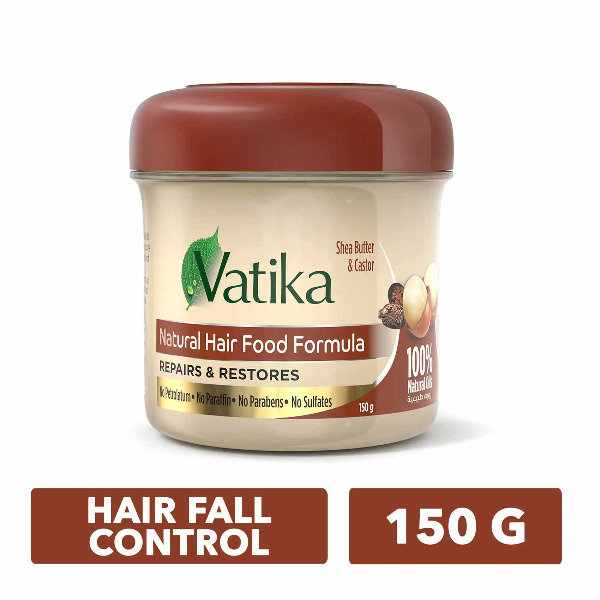 Vatika
Shea Butter
& Castor
Natural Hair Food Formula
REPAIRS & RESTORES
No Petrolatum • No Paraffin • No Parabens • No Sulfates
150 g
100%
Natural Oils
HAIR FALL
CONTROL
150 G